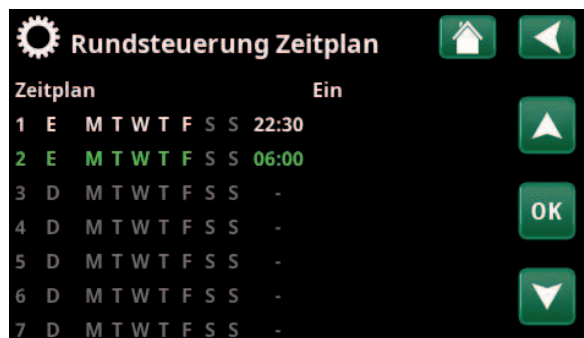 Rundsteuerung Zeitplan
Zeitplan Ein
1 E M T W T F S S 22:30
2 E M T W T F S S 06:00
3 D M T W T F S S -
4 D M T W T F S S -
OK
5 D M T W T F S S -
6 D M T W T F S S -
7 D M T W T F S S -